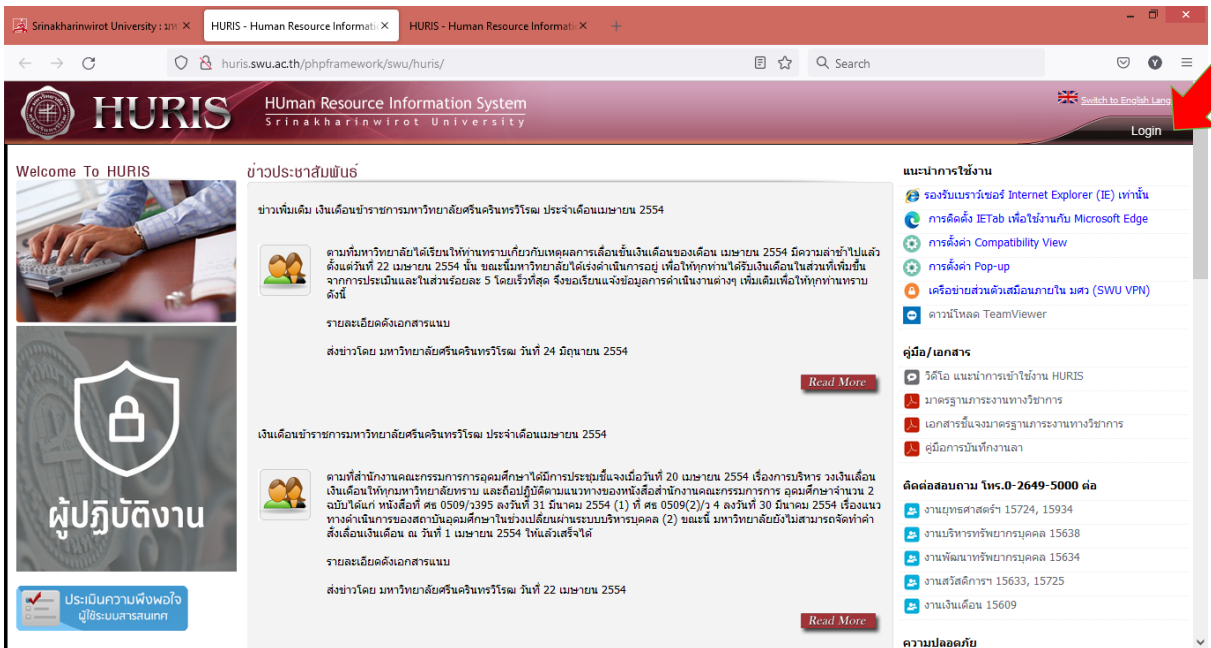 Srinakharinwirot University : มห
HURIS - Human Resource Informati
HURIS - Human Resource Informati
huris.swu.ac.th/phpframework/swu/huris/
Search
Y
HURIS
HUman Resource Information System
Srinakharinwirot University
Switch to English Lang
Login
Welcome To HURIS
ผู้ปฏิบัติงาน
ประเมินความพึงพอใจ
ผู้ใช้ระบบสารสนเทศ
ข่าวประชาสัมพันธ์
ข่าวเพิ่มเติม เงินเดือนข้าราชการมหาวิทยาลัยศรีนครินทรวิโรฒ ประจำเดือนเมษายน 2554
ตามที่มหาวิทยาลัยได้เรียนให้ท่านทราบเกี่ยวกับเหตุผลการเลื่อนขั้นเงินเดือนของเดือน เมษายน 2554 มีความล่าช้าไปแล้ว
ตั้งแต่วันที่ 22 เมษายน 2554 นั้น ขณะนี้มหาวิทยาลัยได้เร่งดำเนินการอยู่ เพื่อให้ทุกท่านได้รับเงินเดือนในส่วนที่เพิ่มขึ้น
จากการประเมินและในส่วนร้อยละ 5 โดยเร็วที่สุด จึงขอเรียนแจ้งข้อมูลการดำเนินงานต่างๆ เพิ่มเติมเพื่อให้ทุกท่านทราบ
ดังนี้
รายละเอียดดังเอกสารแนบ
ส่งข่าวโดย มหาวิทยาลัยศรีนครินทรวิโรฒ วันที่ 24 มิถุนายน 2554
Read More
เงินเดือนข้าราชการมหาวิทยาลัยศรีนครินทรวิโรฒ ประจำเดือนเมษายน 2554
ตามที่สำนักงานคณะกรรมการการอุดมศึกษาได้มีการประชุมชี้แจงเมื่อวันที่ 20 เมษายน 2554 เรื่องการบริหาร วงเงินเลื่อน
เงินเดือนให้ทุกมหาวิทยาลัยทราบ และถือปฏิบัติตามแนวทางของหนังสือสำนักงานคณะกรรมการการ อุดมศึกษาจำนวน 2
ฉบับได้แก่ หนังสือที่ ศธ 0509/ว395 ลงวันที่ 31 มีนาคม 2554 (1) ที่ ศธ 0509(2)/ว 4 ลงวันที่ 30 มีนาคม 2554 เรื่องแนว
ทางดำเนินการของสถาบันอุดมศึกษาในช่วงเปลี่ยนผ่านระบบบริหารบุคคล (2) ขณะนี้ มหาวิทยาลัยยังไม่สามารถจัดทำคำ
สั่งเลื่อนเงินเดือน ณ วันที่ 1 เมษายน 2554 ให้แล้วเสร็จได้
รายละเอียดดังเอกสารแนบ
ส่งข่าวโดย มหาวิทยาลัยศรีนครินทรวิโรฒ วันที่ 22 เมษายน 2554
Read More
แนะนำการใช้งาน
รองรับเบราว์เซอร์ Internet Explorer (IE) เท่านั้น
การติดตั้ง IETab เพื่อใช้งานกับ Microsoft Edge
การตั้งค่า Compatibility View
การตั้งค่า Pop-up
เครือข่ายส่วนตัวเสมือนภายใน มศว (SWU VPN)
ดาวน์โหลด TeamViewer
คู่มือ/เอกสาร
วิดีโอ แนะนำการเข้าใช้งาน HURIS
มาตรฐานภาระงานทางวิชาการ
เอกสารชี้แจงมาตรฐานภาระงานทางวิชาการ
คู่มือการบันทึกงานลา
ติดต่อสอบถาม โทร.0-2649-5000 ต่อ
งานยุทธศาสตร์ฯ 15724, 15934
งานบริหารทรัพยากรบุคคล 15638
งานพัฒนาทรัพยากรบุคคล 15634
งานสวัสดิการฯ 15633, 15725
งานเงินเดือน 15609
ความปลอดภัย